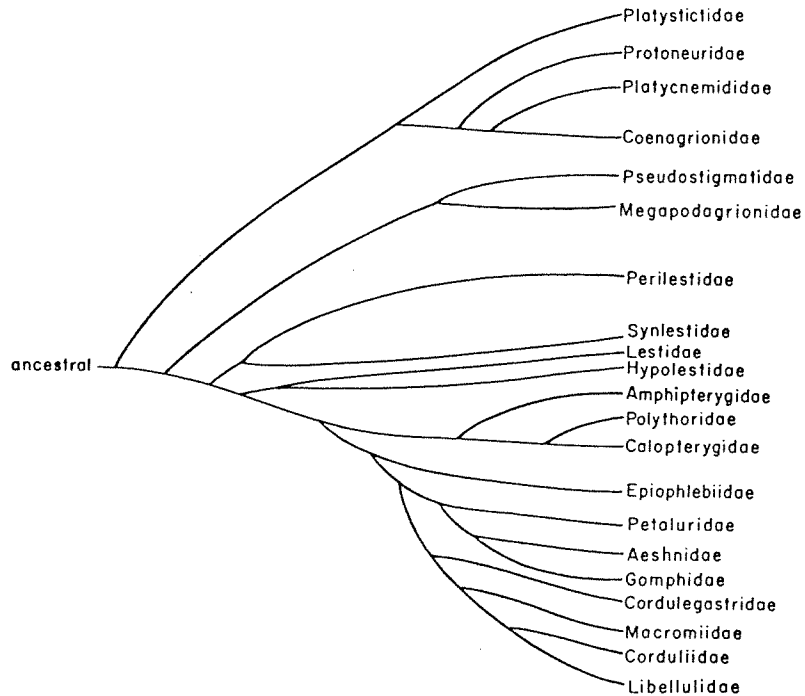 Platystictidae
Protoneuridae
Platycnemididae
Coenagrionidae
Pseudostigmatidae
Megapodagrionidae
Perilestidae
Synlestidae
Lestidae
ancestral
Hypolestidae
Amphipterygidae
Polythoridae
Calopterygidae
Epiophlebiidae
Petaluridae
Aeshnidae
Gomphidae
Cordulegastridae
Macromiidae
Corduliidae
Libellulidae